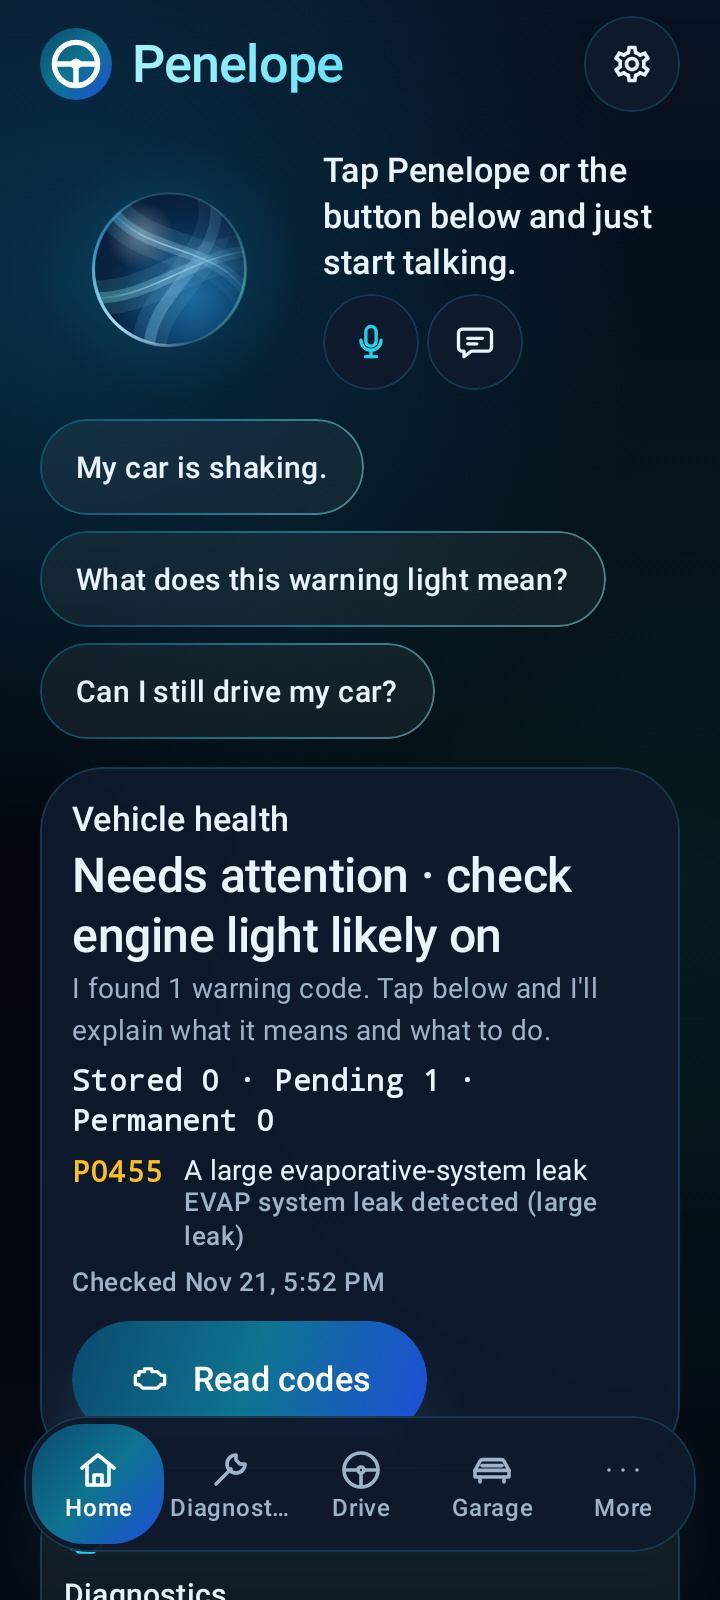 Penelope
Tap Penelope or the
button below and just
start talking.
My car is shaking.
What does this warning light mean?
Can I still drive my car?
Vehicle health
Needs attention · check
engine light likely on
I found 1 warning code. Tap below and I'll
explain what it means and what to do.
Stored 0 · Pending 1 ·
Permanent 0
P0455
A large evaporative-system leak
EVAP system leak detected (large
leak)
Checked Nov 21, 5:52 PM
Read codes
Home
Diagnost...
Drive
Garage
More
Diagnostics